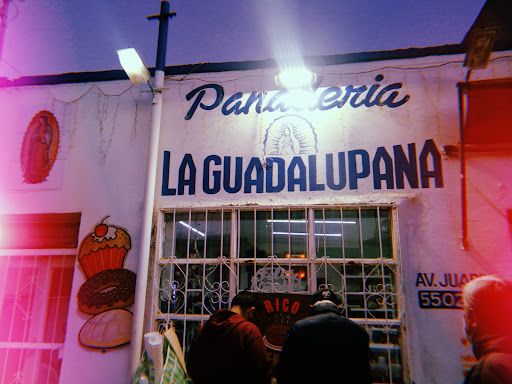 Panaderia
LA GUADALUPANA
RICO
AV. JUAR
5502